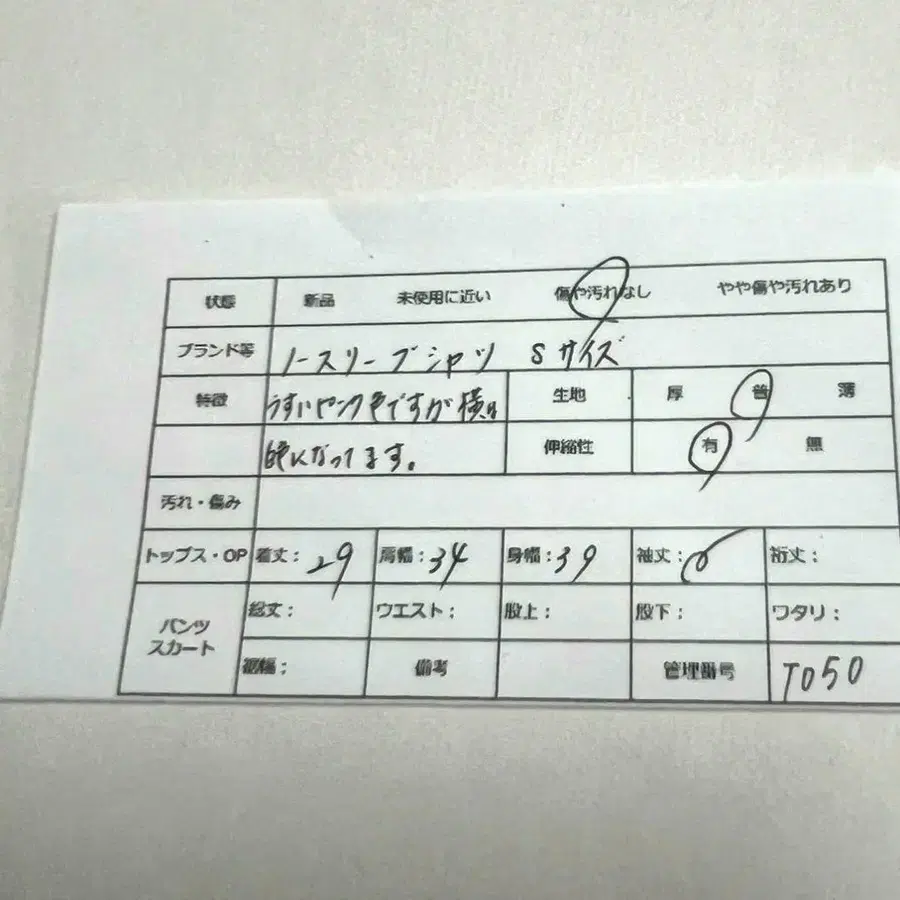 状態 新品 未使用に近い 傷や汚れなし やや傷や汚れあり
ブランド等 ノースリーブシャツ Sサイズ
特徴 うすいピンク色ですが横は 生地 厚 普 薄
色になってます。 伸縮性 有 無
汚れ・傷み
トップス・OP 着丈：29 肩幅：34 身幅：39 袖丈：0 裄丈：
パンツ スカート 総丈： ウエスト： 股上： 股下： ワタリ：
裾幅： 備考 管理番号 T050